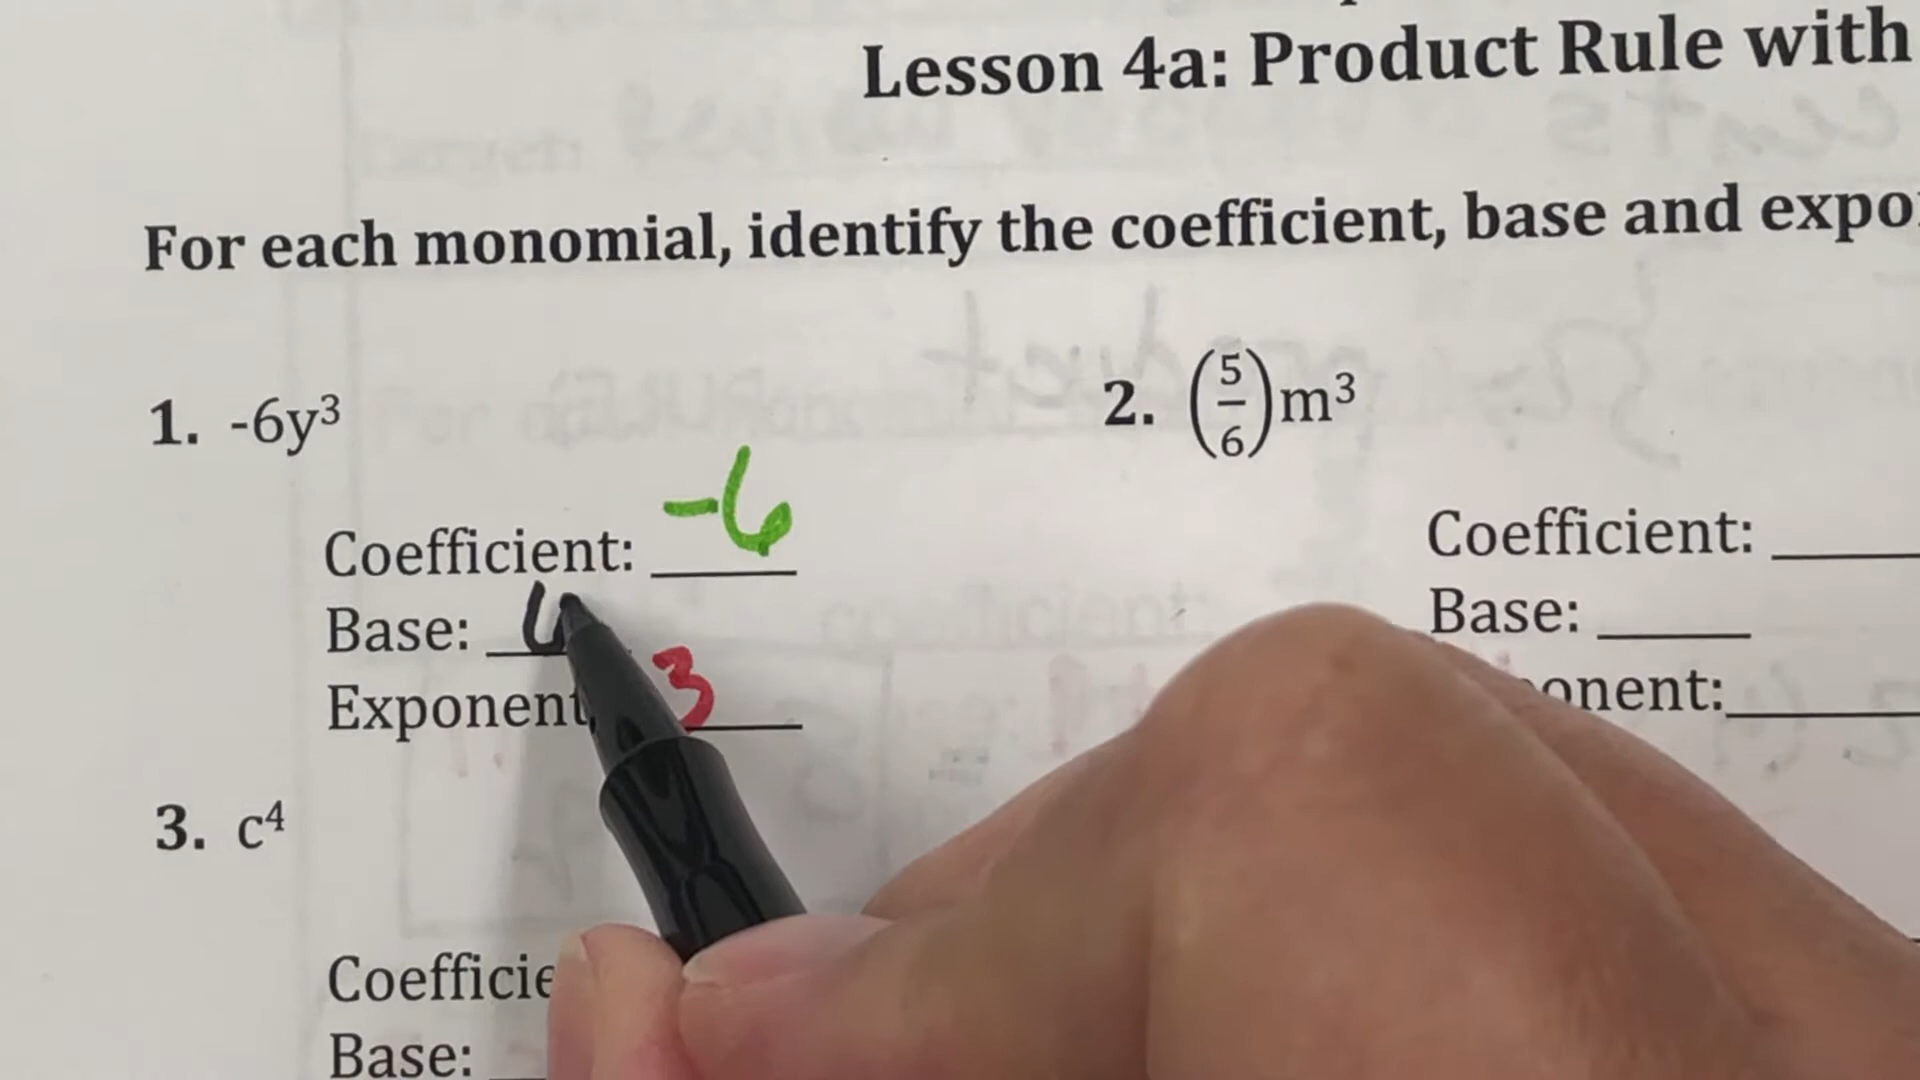 Lesson 4a: Product Rule with
For each monomial, identify the coefficient, base and expo
1. -6y³
Coefficient: -6
Base:
Exponent 3
2. (5/6)m³
Coefficient:
Base:
onent:
3. c⁴
Coefficie
Base: